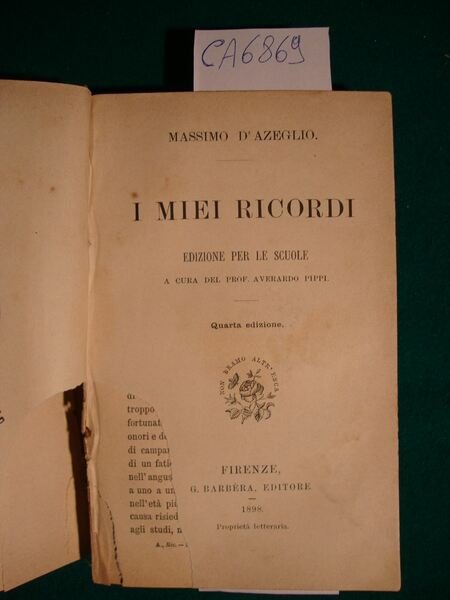 CA6869
MASSIMO D'AZEGLIO.
I MIEI RICORDI
EDIZIONE PER LE SCUOLE
A CURA DEL PROF. AVERARDO PIPPI.
Quarta edizione.
NON BRAMO ALTR' ESCA
troppo
fortunat
onori e d
di campa
di un fatic
nell'angus
a uno a un
nell'età pi
causa risied
agli studi, n
FIRENZE,
G. BARBÈRA, EDITORE.
1898.
Proprietà letteraria.